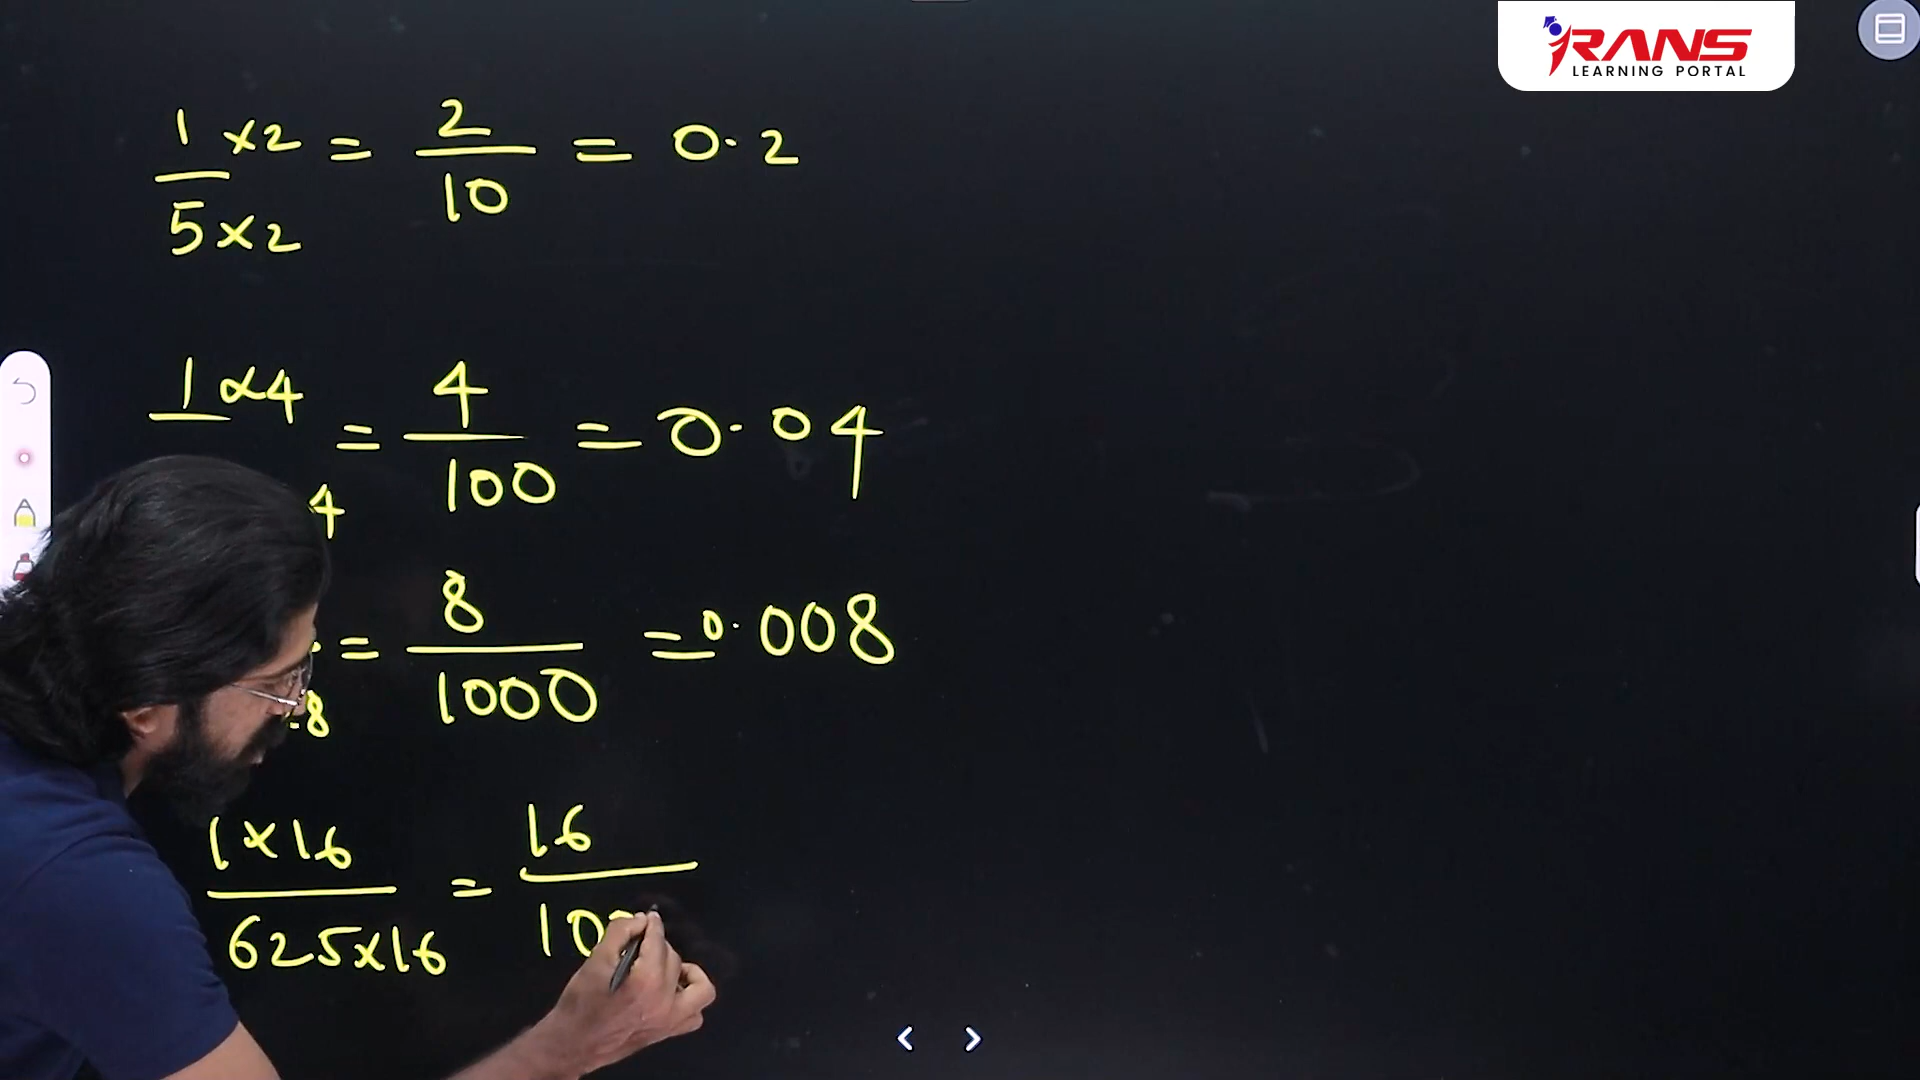 RANS
LEARNING PORTAL
1×2/5×2 = 2/10 = 0.2
1×4/ 4 = 4/100 = 0.04
8 = 8/1000 = 0.008
1×16/625×16 = 16/10